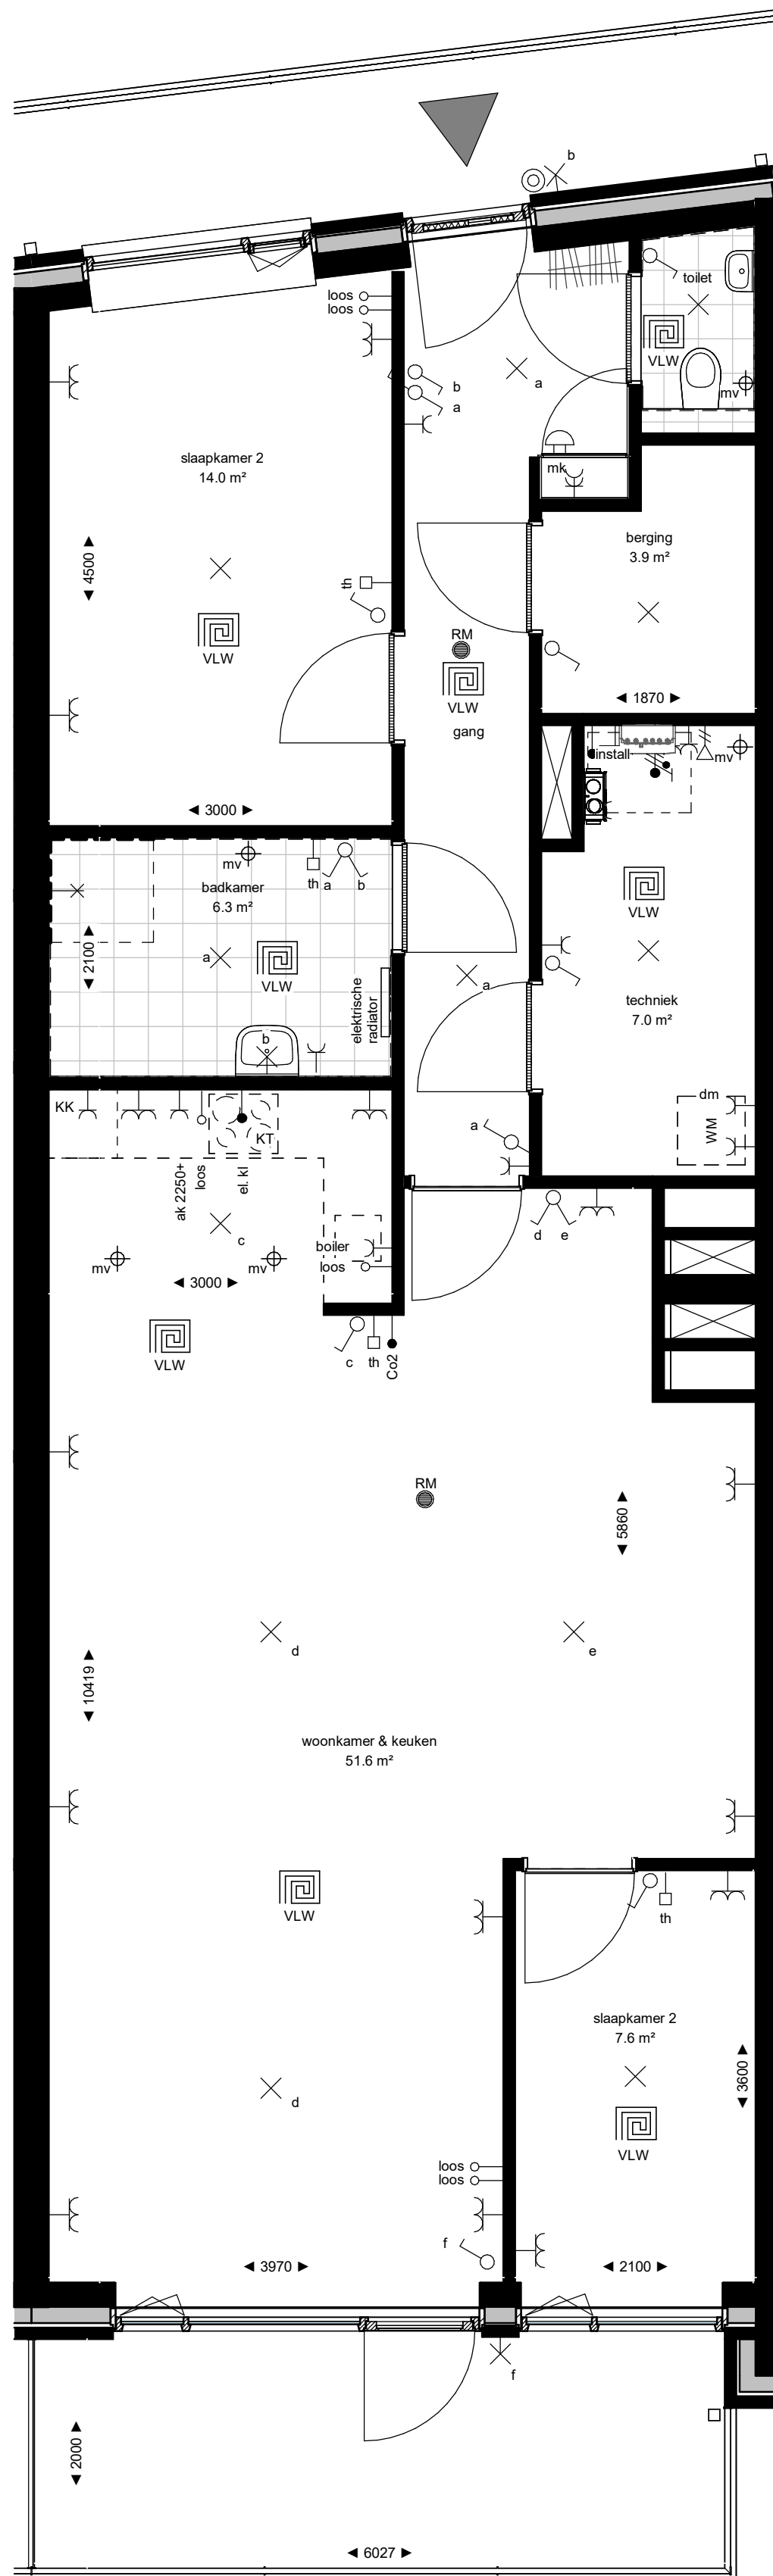 b
toilet
loos
loos
VLW
mv
b
a
a
slaapkamer 2
14.0 m²
mk
berging
3.9 m²
4500
th
RM
VLW
VLW
1870
gang
install
mv
3000
mv
th
a
b
badkamer
6.3 m²
VLW
2100
a
VLW
elektrische
radiator
a
techniek
7.0 m²
b
dm
WM
KK
KT
a
ak 2250+
loos
el. kl
c
boiler
loos
mv
mv
3000
d
e
VLW
c
th
Co2
RM
5860
d
e
10419
woonkamer & keuken
51.6 m²
VLW
th
slaapkamer 2
7.6 m²
3600
d
VLW
loos
loos
f
3970
2100
f
2000
6027